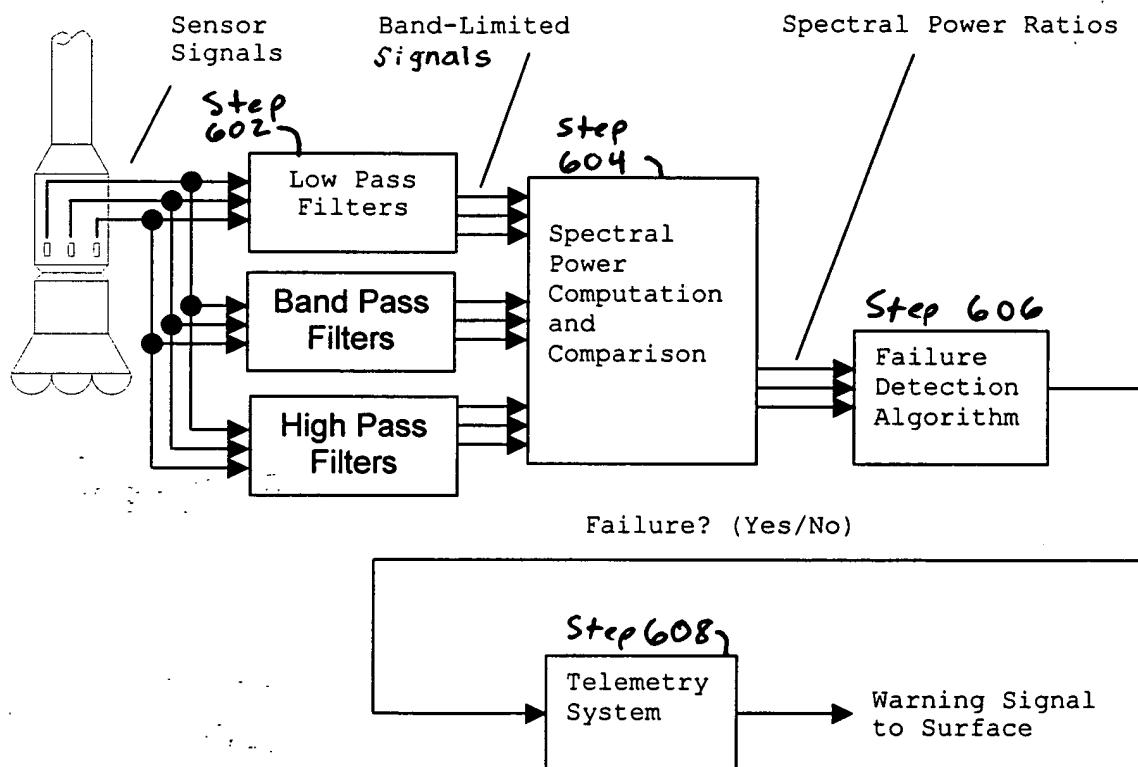 Sensor
Signals
Band-Limited
Signals
Spectral Power Ratios
Step
602
Low Pass
Filters
Step
604
Spectral
Power
Computation
and
Comparison
Band Pass
Filters
High Pass
Filters
Step 606
Failure
Detection
Algorithm
Failure? (Yes/No)
Step 608
Telemetry
System
Warning Signal
to Surface